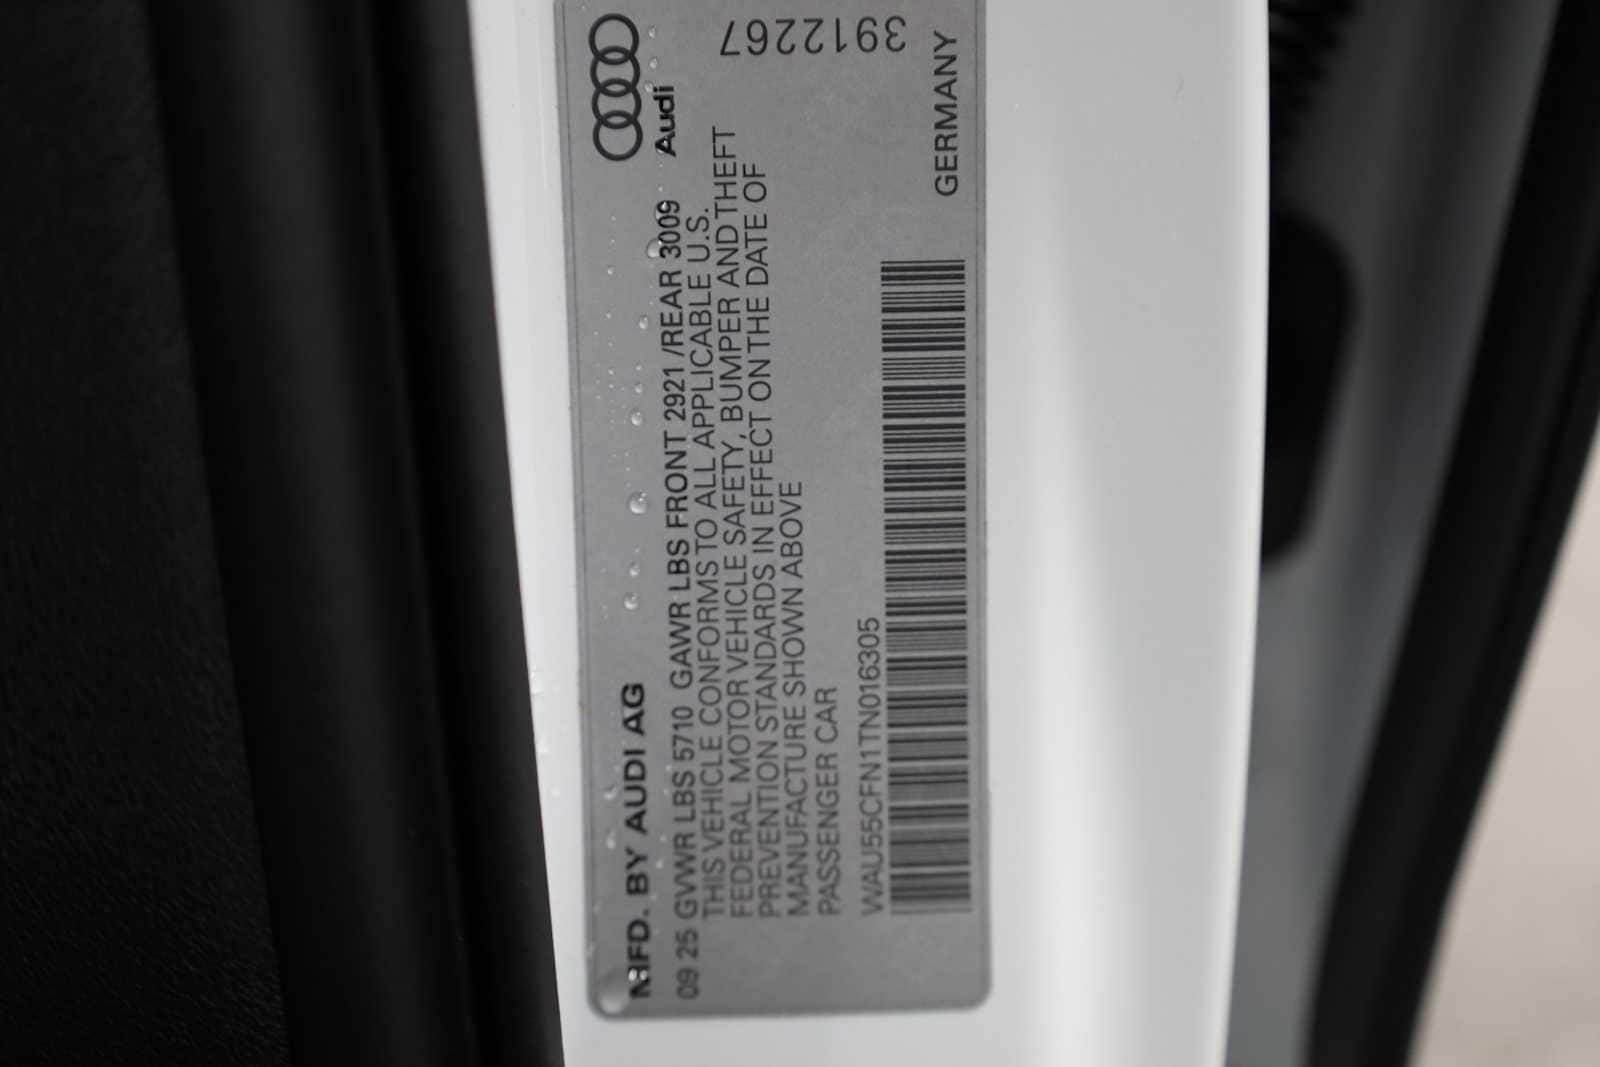 MFD. BY AUDI AG
Audi
09 25 GVWR LBS 5710 GAWR LBS FRONT 2921 /REAR 3009
THIS VEHICLE CONFORMS TO ALL APPLICABLE U.S.
FEDERAL MOTOR VEHICLE SAFETY, BUMPER AND THEFT
PREVENTION STANDARDS IN EFFECT ON THE DATE OF
MANUFACTURE SHOWN ABOVE
PASSENGER CAR
3912267
WAU55CFN1TN016305
GERMANY